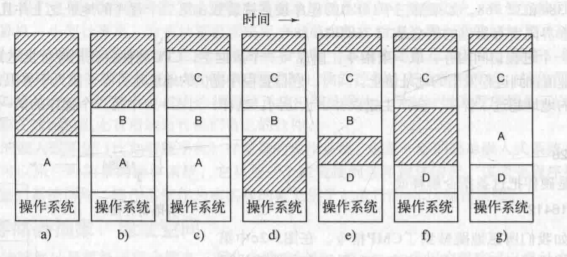 时间 →
C C C C C
B B B B
A
A A A
D D D
操作系统 操作系统 操作系统 操作系统 操作系统 操作系统 操作系统
a) b) c) d) e) f) g)